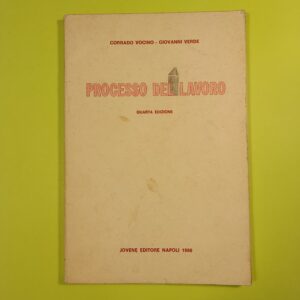 CORRADO VOCINO - GIOVANNI VERDE
PROCESSO DEL LAVORO
QUARTA EDIZIONE
JOVENE EDITORE NAPOLI 1986